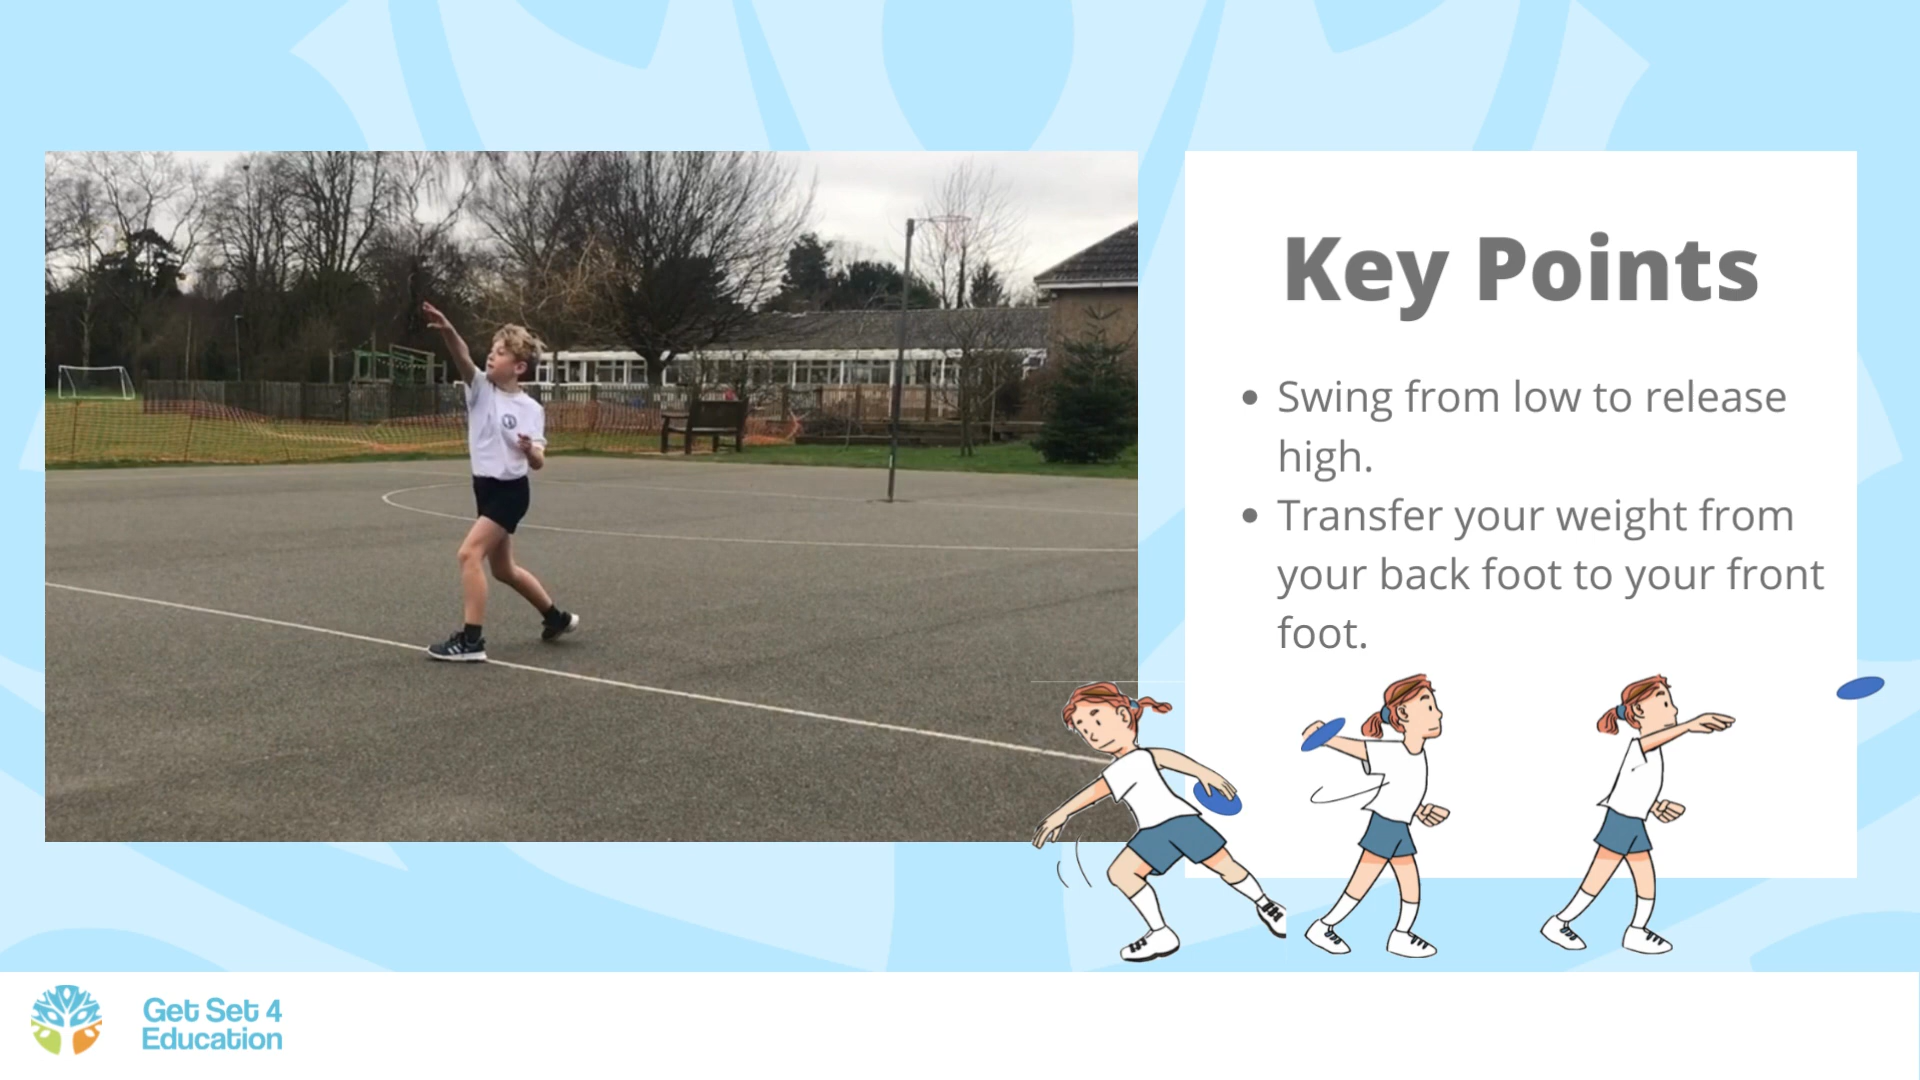 Key Points
• Swing from low to release
high.
• Transfer your weight from
your back foot to your front
foot.
Get Set 4
Education